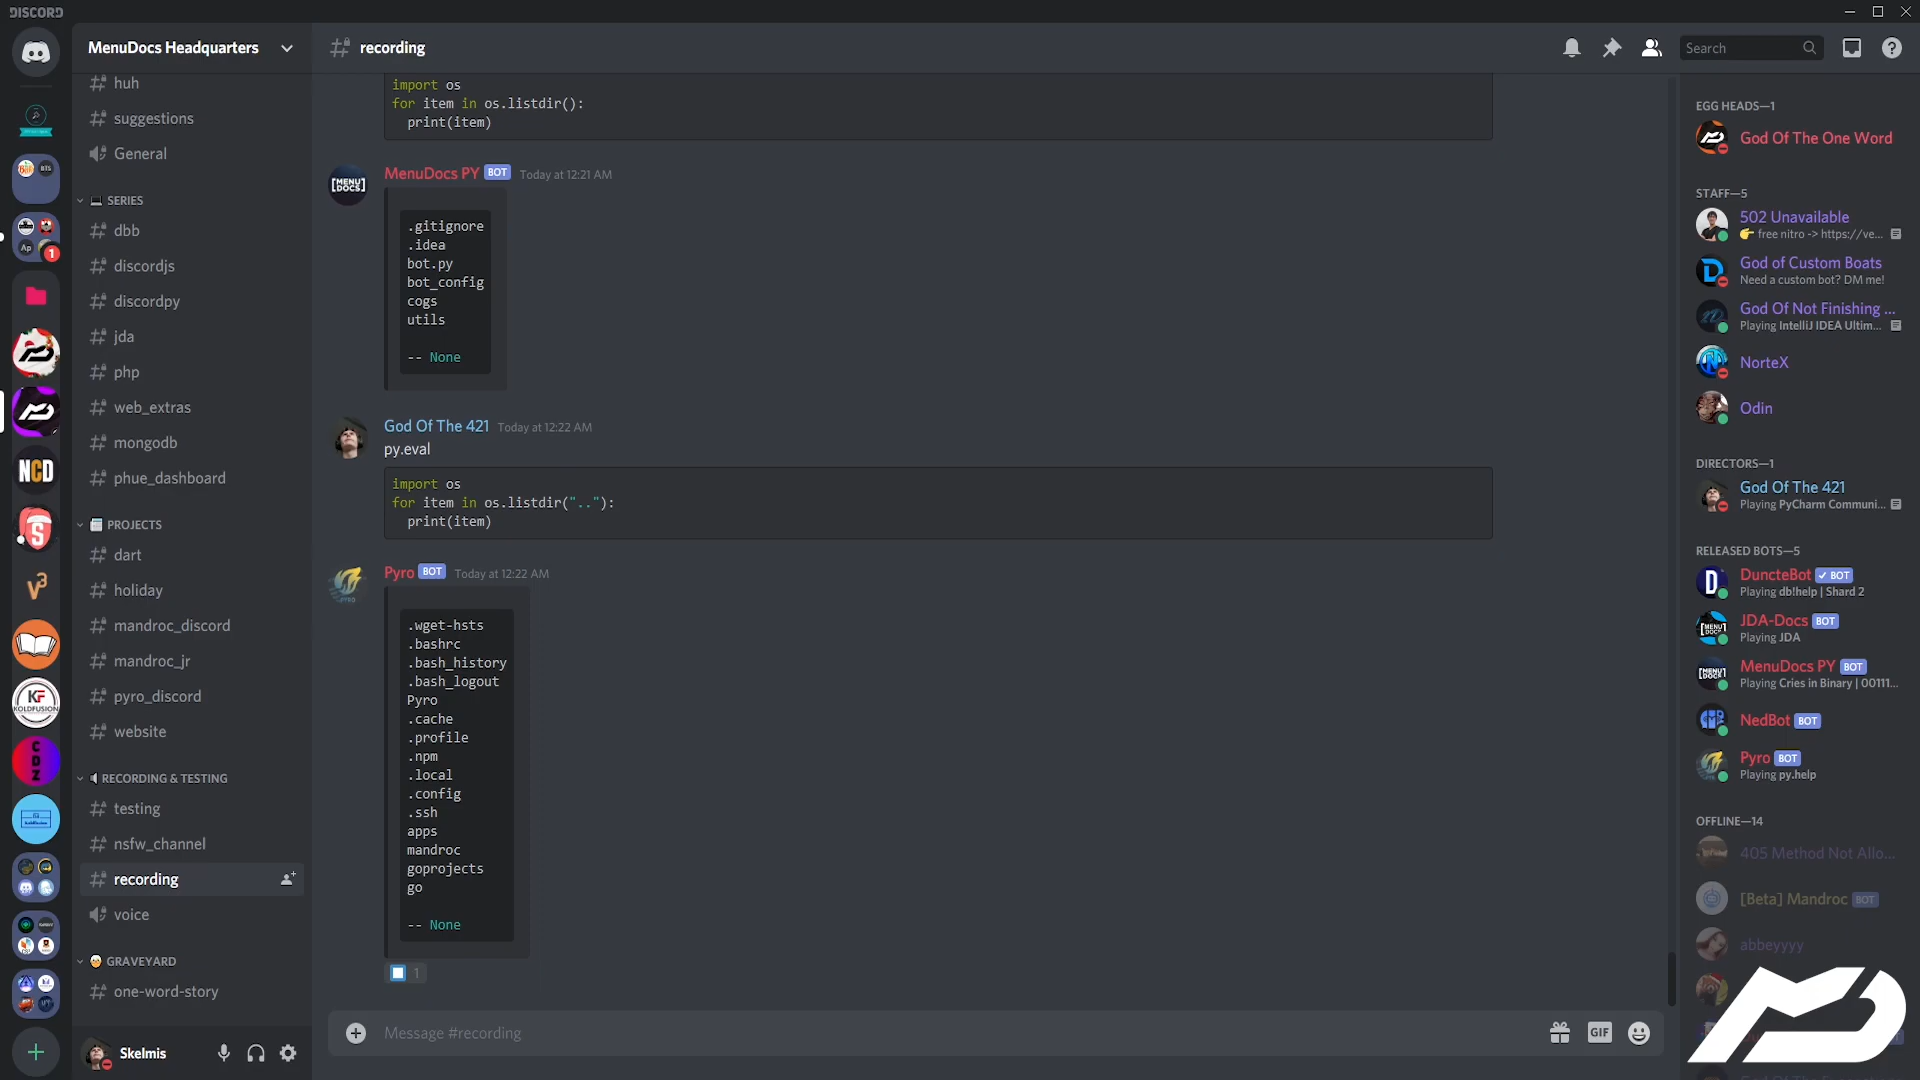 DISCORD
MenuDocs Headquarters
huh
suggestions
General
SERIES
dbb
discordjs
discordpy
jda
php
web_extras
mongodb
phue_dashboard
PROJECTS
dart
holiday
mandroc_discord
mandroc_jr
pyro_discord
website
RECORDING & TESTING
testing
nsfw_channel
recording
voice
GRAVEYARD
one-word-story
Skelmis
1
NCD
KF
KOLDFUSION
recording
import os
for item in os.listdir():
print(item)
MenuDocs PY BOT Today at 12:21 AM
[MENU]
DOCS
.gitignore
.idea
bot.py
bot_config
cogs
utils
-- None
God Of The 421 Today at 12:22 AM
py.eval
import os
for item in os.listdir(".."):
print(item)
Pyro BOT Today at 12:22 AM
.wget-hsts
.bashrc
.bash_history
.bash_logout
Pyro
.cache
.profile
.npm
.local
.config
.ssh
apps
mandroc
goprojects
go
-- None
1
Message #recording
GIF
Search
EGG HEADS—1
God Of The One Word
STAFF—5
502 Unavailable
👉 free nitro -> https://ve...
God of Custom Boats
Need a custom bot? DM me!
God Of Not Finishing ...
Playing IntelliJ IDEA Ultim...
NorteX
Odin
DIRECTORS—1
God Of The 421
Playing PyCharm Communi...
RELEASED BOTS—5
DuncteBot ✓ BOT
Playing db!help | Shard 2
JDA-Docs BOT
Playing JDA
MenuDocs PY BOT
Playing Cries in Binary | 00111...
NedBot BOT
Pyro BOT
Playing py.help
OFFLINE—14
405 Method Not Allo...
[Beta] Mandroc BOT
abbeyyyy